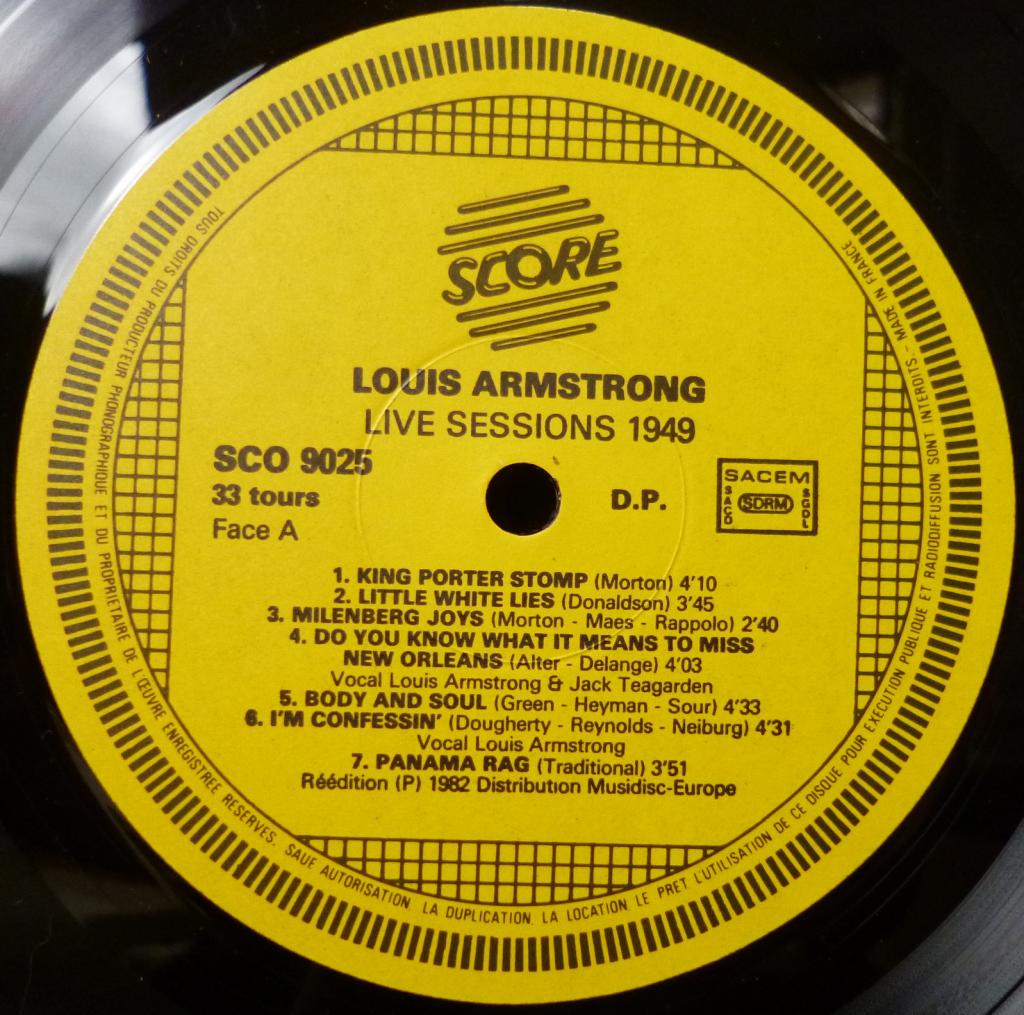 SCORE
LOUIS ARMSTRONG
LIVE SESSIONS 1949
SCO 9025
33 tours
Face A
D.P.
SACEM
SACD
SDRM
SGDL
1. KING PORTER STOMP (Morton) 4'10
2. LITTLE WHITE LIES (Donaldson) 3'45
3. MILENBERG JOYS (Morton - Maes - Rappolo) 2'40
4. DO YOU KNOW WHAT IT MEANS TO MISS
NEW ORLEANS (Alter - Delange) 4'03
Vocal Louis Armstrong & Jack Teagarden
5. BODY AND SOUL (Green - Heyman - Sour) 4'33
6. I'M CONFESSIN' (Dougherty - Reynolds - Neiburg) 4'31
Vocal Louis Armstrong
7. PANAMA RAG (Traditional) 3'51
Réédition (P) 1982 Distribution Musidisc-Europe
TOUS DROITS DU PRODUCTEUR PHONOGRAPHIQUE ET DU PROPRIETAIRE DE L'ŒUVRE ENREGISTREE RESERVES. SAUF AUTORISATION LA DUPLICATION. LA LOCATION LE PRET L'UTILISATION DE CE DISQUE POUR EXECUTION PUBLIQUE ET RADIODIFFUSION SONT INTERDITS. - MADE IN FRANCE